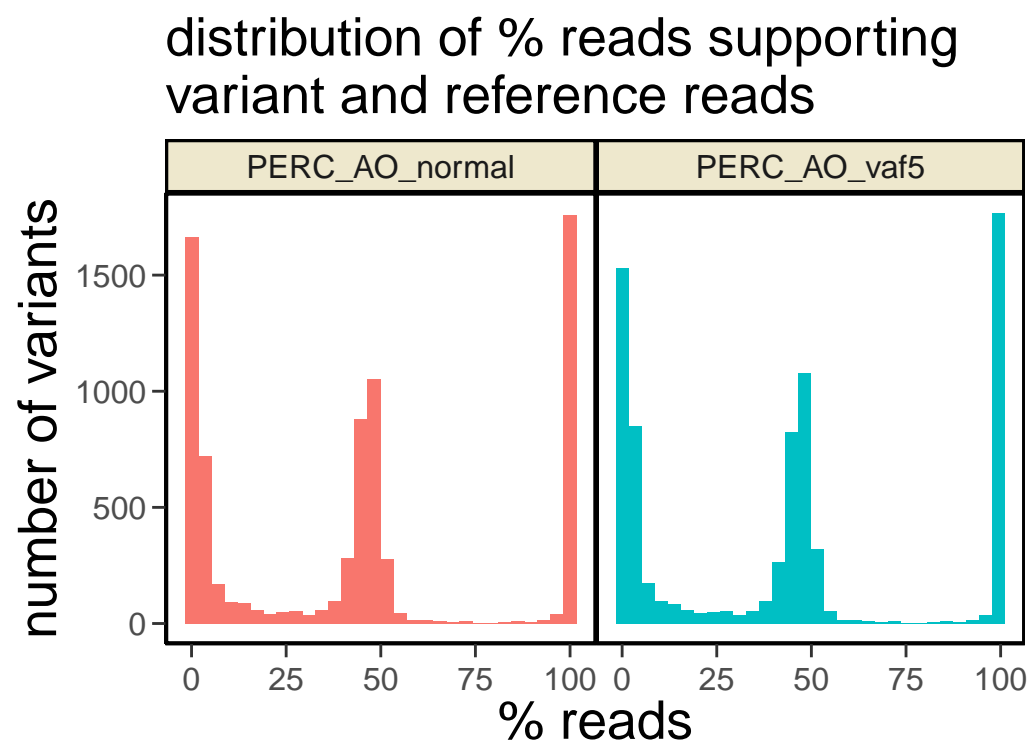 distribution of % reads supporting
variant and reference reads
PERC_AO_normal
PERC_AO_vaf5
number of variants
1500
1000
500
0
0 25 50 75 100
0 25 50 75 100
% reads